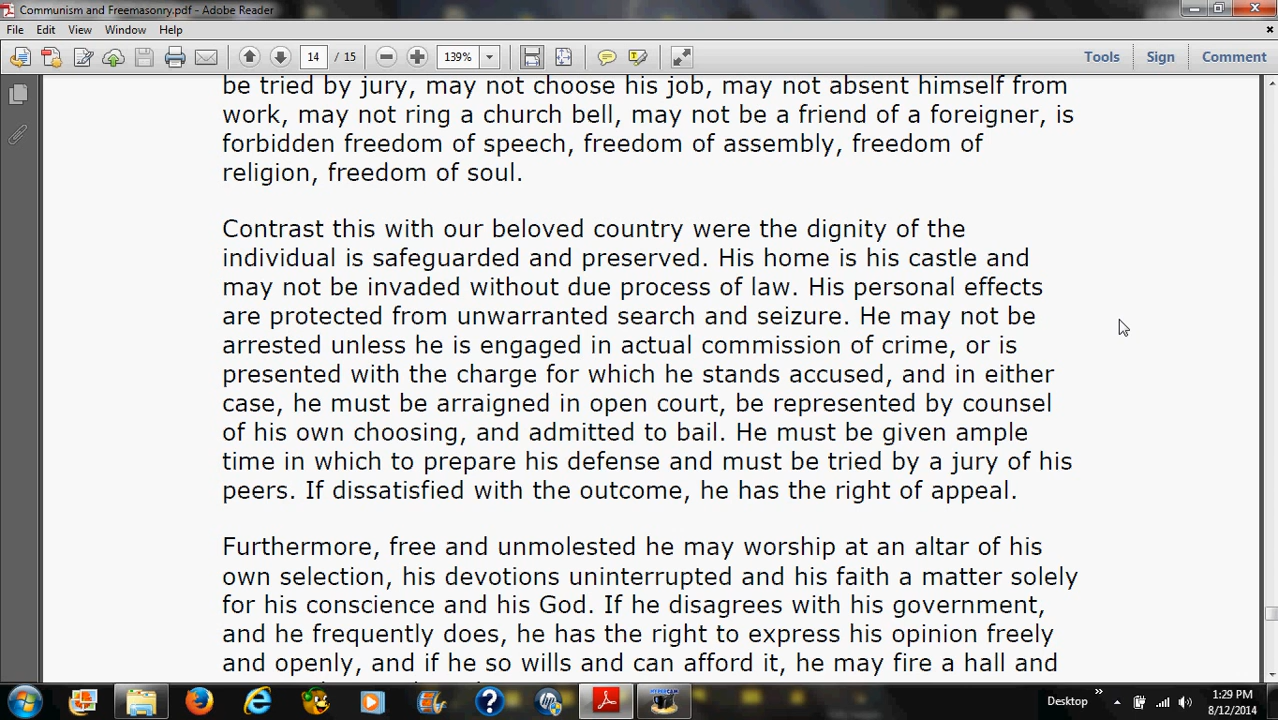 Communism and Freemasonry.pdf - Adobe Reader
File Edit View Window Help
14 / 15 139% Tools Sign Comment
be tried by jury, may not choose his job, may not absent himself from
work, may not ring a church bell, may not be a friend of a foreigner, is
forbidden freedom of speech, freedom of assembly, freedom of
religion, freedom of soul.
Contrast this with our beloved country were the dignity of the
individual is safeguarded and preserved. His home is his castle and
may not be invaded without due process of law. His personal effects
are protected from unwarranted search and seizure. He may not be
arrested unless he is engaged in actual commission of crime, or is
presented with the charge for which he stands accused, and in either
case, he must be arraigned in open court, be represented by counsel
of his own choosing, and admitted to bail. He must be given ample
time in which to prepare his defense and must be tried by a jury of his
peers. If dissatisfied with the outcome, he has the right of appeal.
Furthermore, free and unmolested he may worship at an altar of his
own selection, his devotions uninterrupted and his faith a matter solely
for his conscience and his God. If he disagrees with his government,
and he frequently does, he has the right to express his opinion freely
and openly, and if he so wills and can afford it, he may fire a hall and
Desktop 1:29 PM
8/12/2014